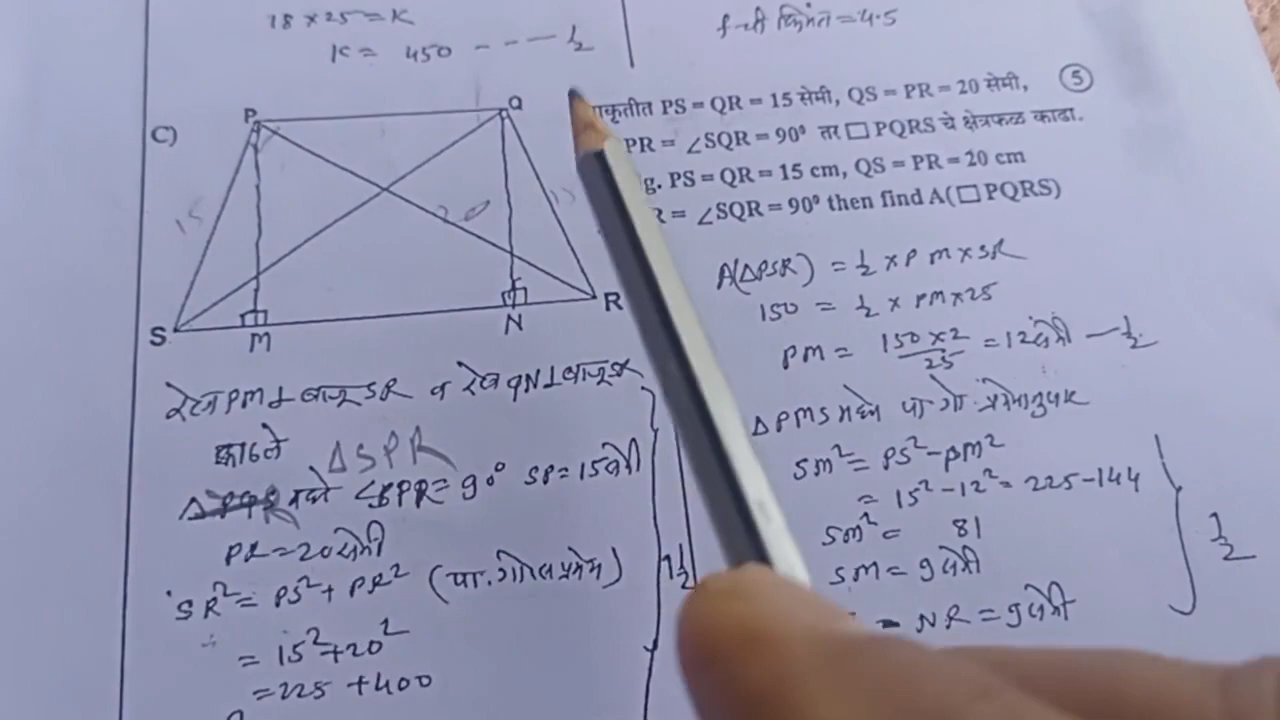 18 × 25 = K
K = 450 ---- ½
ची किंमत = 4.5
C)
P
Q
15
20
S
M
N
R
कृतीत PS = QR = 15 सेमी, QS = PR = 20 सेमी,
5
PR = ∠SQR = 90° तर □ PQRS चे क्षेत्रफळ काढा.
g. PS = QR = 15 cm, QS = PR = 20 cm
R = ∠SQR = 90° then find A(□ PQRS)
रेख PM ⊥ बाजू SR व रेख QN ⊥ बाजू SR
काढले
ΔSPR
मध्ये ∠SPR = 90° SP = 15 सेमी
PR = 20 सेमी
SR² = PS² + PR² (पा. गोरस प्रमेय)
= 15² + 20²
= 225 + 400
1½
A(ΔPSR) = ½ × PM × SR
150 = ½ × PM × 25
PM = 150 × 2 / 25 = 12 सेमी — ½
ΔPMS मध्ये पा. गो. प्रमेयानुसार
SM² = PS² - PM²
= 15² - 12² = 225 - 144
SM² = 81
SM = 9 सेमी
NR = 9 सेमी
½